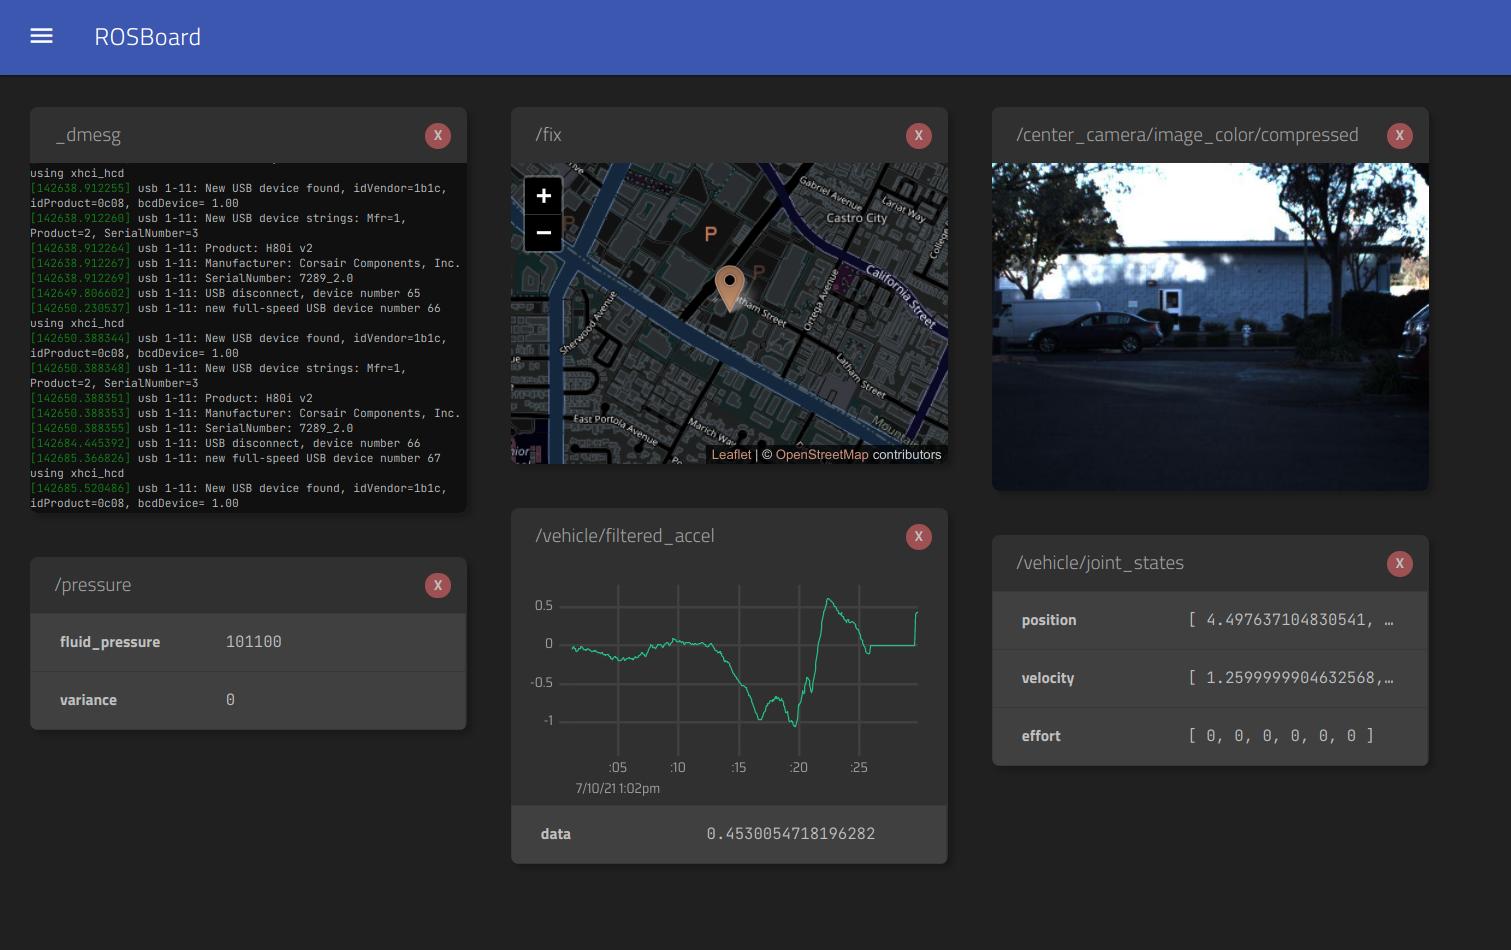 ROSBoard
_dmesg
X
using xhci_hcd
[142638.912255] usb 1-11: New USB device found, idVendor=1b1c,
idProduct=0c08, bcdDevice= 1.00
[142638.912260] usb 1-11: New USB device strings: Mfr=1,
Product=2, SerialNumber=3
[142638.912264] usb 1-11: Product: H80i v2
[142638.912267] usb 1-11: Manufacturer: Corsair Components, Inc.
[142638.912269] usb 1-11: SerialNumber: 7289_2.0
[142649.806602] usb 1-11: USB disconnect, device number 65
[142650.230537] usb 1-11: new full-speed USB device number 66
using xhci_hcd
[142650.388344] usb 1-11: New USB device found, idVendor=1b1c,
idProduct=0c08, bcdDevice= 1.00
[142650.388348] usb 1-11: New USB device strings: Mfr=1,
Product=2, SerialNumber=3
[142650.388351] usb 1-11: Product: H80i v2
[142650.388353] usb 1-11: Manufacturer: Corsair Components, Inc.
[142650.388355] usb 1-11: SerialNumber: 7289_2.0
[142684.445392] usb 1-11: USB disconnect, device number 66
[142685.366826] usb 1-11: new full-speed USB device number 67
using xhci_hcd
[142685.520486] usb 1-11: New USB device found, idVendor=1b1c,
idProduct=0c08, bcdDevice= 1.00
/pressure
X
fluid_pressure 101100
variance 0
/fix
X
+
−
Gabriel Avenue
Lariat Way
Castro City
P
P
P
California Street
Ortega Avenue
Sherwood Avenue
Latham Street
East Portola Avenue
Marich Way
Leaflet | © OpenStreetMap contributors
/vehicle/filtered_accel
X
0.5
0
-0.5
-1
:05 :10 :15 :20 :25
7/10/21 1:02pm
data 0.4530054718196282
/center_camera/image_color/compressed
X
/vehicle/joint_states
X
position [ 4.497637104830541, …
velocity [ 1.2599999904632568,…
effort [ 0, 0, 0, 0, 0, 0 ]